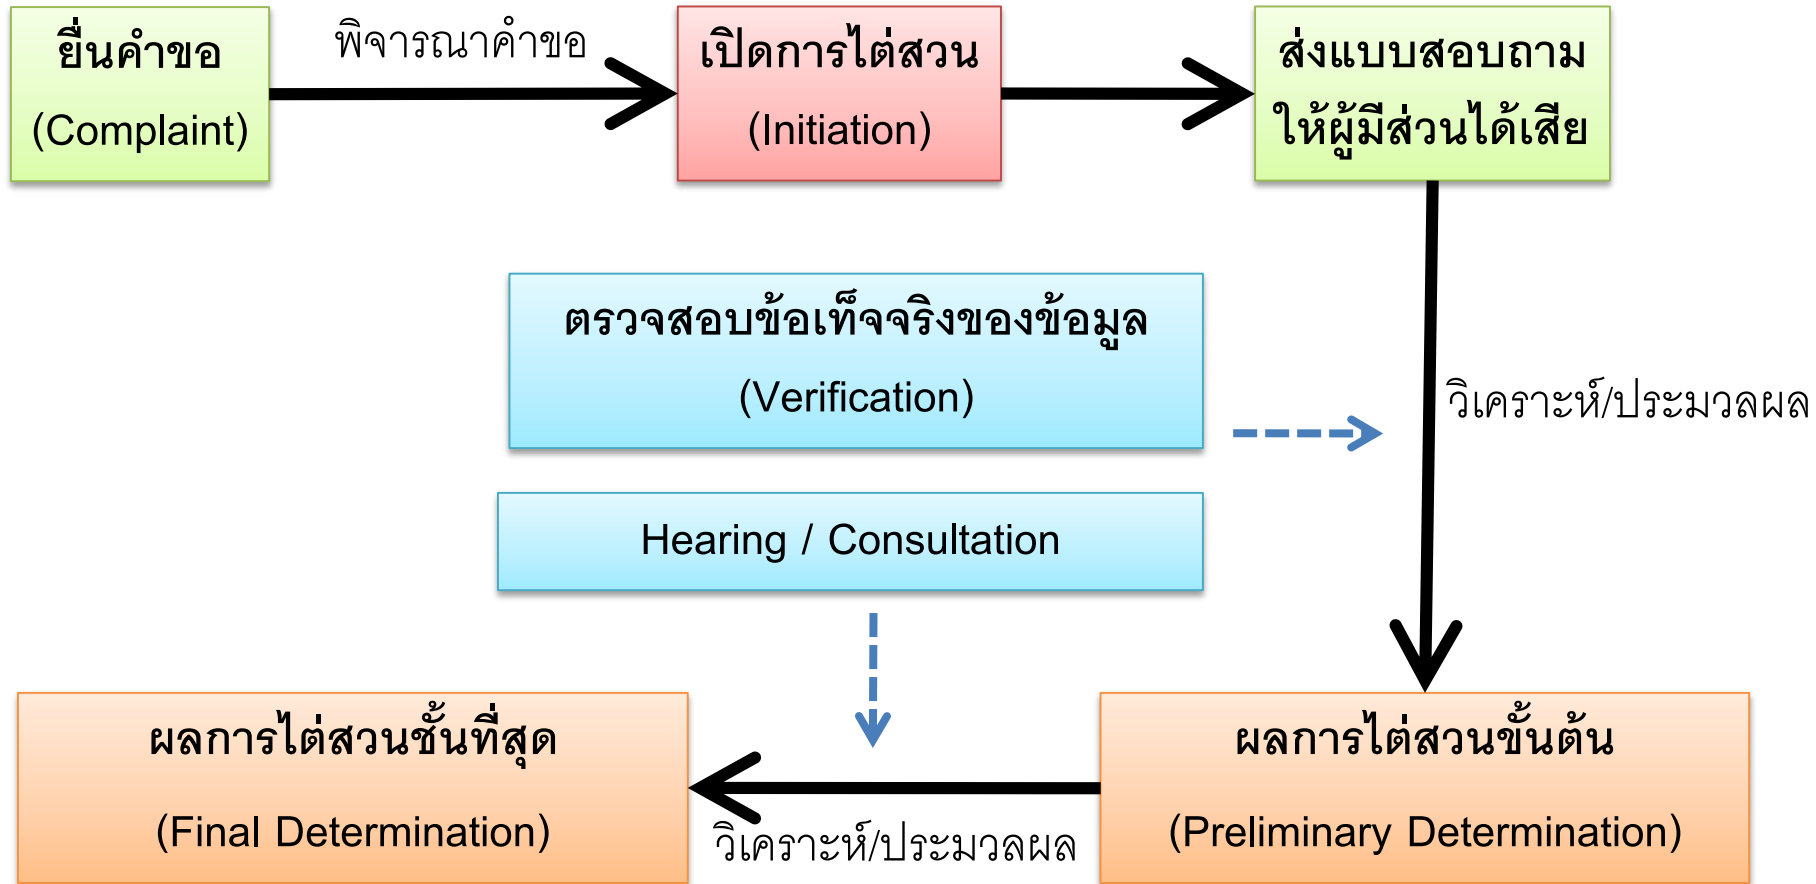 ยื่นคำขอ
(Complaint)
พิจารณาคำขอ
เปิดการไต่สวน
(Initiation)
ส่งแบบสอบถาม
ให้ผู้มีส่วนได้เสีย
ตรวจสอบข้อเท็จจริงของข้อมูล
(Verification)
วิเคราะห์/ประมวลผล
Hearing / Consultation
ผลการไต่สวนชั้นที่สุด
(Final Determination)
วิเคราะห์/ประมวลผล
ผลการไต่สวนขั้นต้น
(Preliminary Determination)